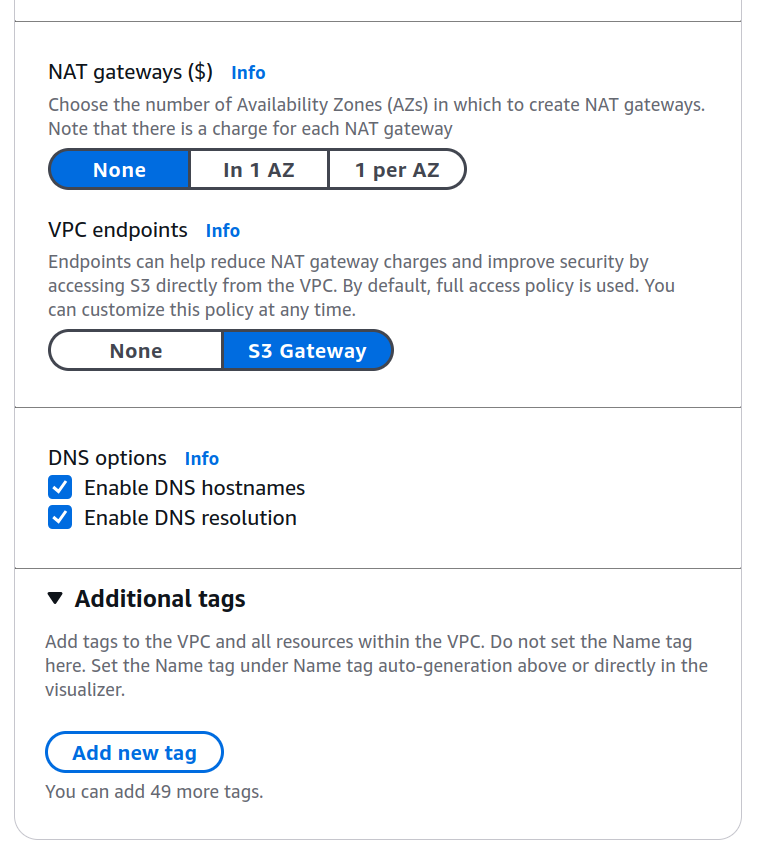 NAT gateways ($) Info
Choose the number of Availability Zones (AZs) in which to create NAT gateways.
Note that there is a charge for each NAT gateway
None In 1 AZ 1 per AZ
VPC endpoints Info
Endpoints can help reduce NAT gateway charges and improve security by
accessing S3 directly from the VPC. By default, full access policy is used. You
can customize this policy at any time.
None S3 Gateway
DNS options Info
Enable DNS hostnames
Enable DNS resolution
Additional tags
Add tags to the VPC and all resources within the VPC. Do not set the Name tag
here. Set the Name tag under Name tag auto-generation above or directly in the
visualizer.
Add new tag
You can add 49 more tags.